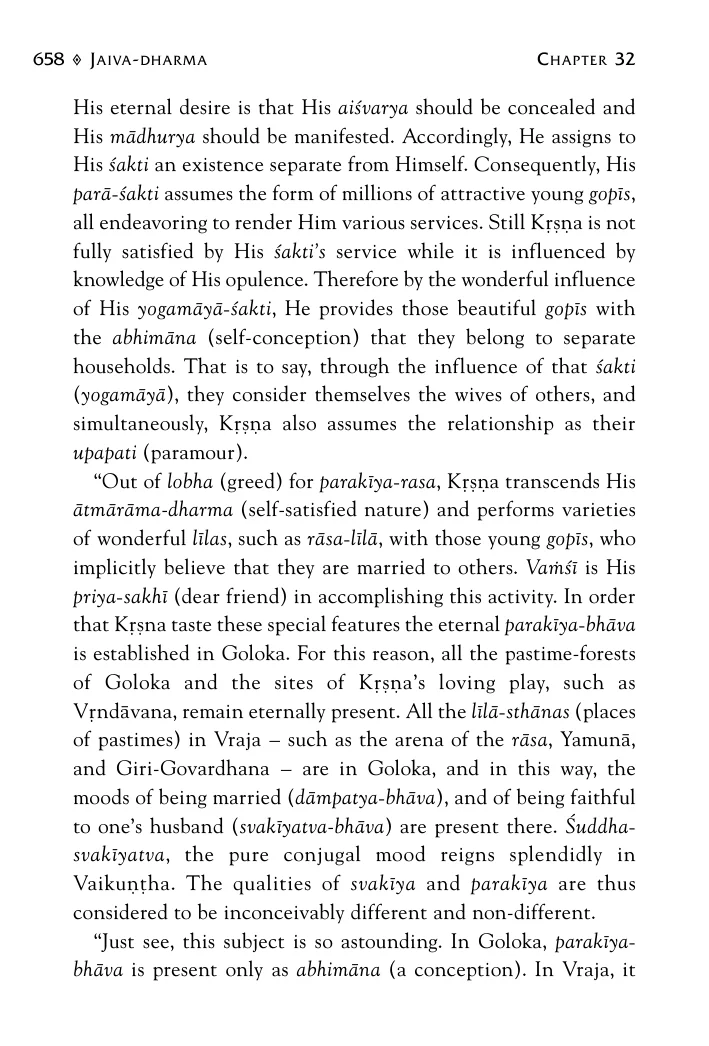 658 ◈ JAIVA-DHARMA CHAPTER 32
His eternal desire is that His aiśvarya should be concealed and
His mādhurya should be manifested. Accordingly, He assigns to
His śakti an existence separate from Himself. Consequently, His
parā-śakti assumes the form of millions of attractive young gopīs,
all endeavoring to render Him various services. Still Kṛṣṇa is not
fully satisfied by His śakti’s service while it is influenced by
knowledge of His opulence. Therefore by the wonderful influence
of His yogamāyā-śakti, He provides those beautiful gopīs with
the abhimāna (self-conception) that they belong to separate
households. That is to say, through the influence of that śakti
(yogamāyā), they consider themselves the wives of others, and
simultaneously, Kṛṣṇa also assumes the relationship as their
upapati (paramour).
“Out of lobha (greed) for parakīya-rasa, Kṛṣṇa transcends His
ātmārāma-dharma (self-satisfied nature) and performs varieties
of wonderful līlas, such as rāsa-līlā, with those young gopīs, who
implicitly believe that they are married to others. Vaṁśī is His
priya-sakhī (dear friend) in accomplishing this activity. In order
that Kṛṣna taste these special features the eternal parakīya-bhāva
is established in Goloka. For this reason, all the pastime-forests
of Goloka and the sites of Kṛṣṇa’s loving play, such as
Vṛndāvana, remain eternally present. All the līlā-sthānas (places
of pastimes) in Vraja – such as the arena of the rāsa, Yamunā,
and Giri-Govardhana – are in Goloka, and in this way, the
moods of being married (dāmpatya-bhāva), and of being faithful
to one’s husband (svakīyatva-bhāva) are present there. Śuddha-
svakīyatva, the pure conjugal mood reigns splendidly in
Vaikuṇṭha. The qualities of svakīya and parakīya are thus
considered to be inconceivably different and non-different.
“Just see, this subject is so astounding. In Goloka, parakīya-
bhāva is present only as abhimāna (a conception). In Vraja, it